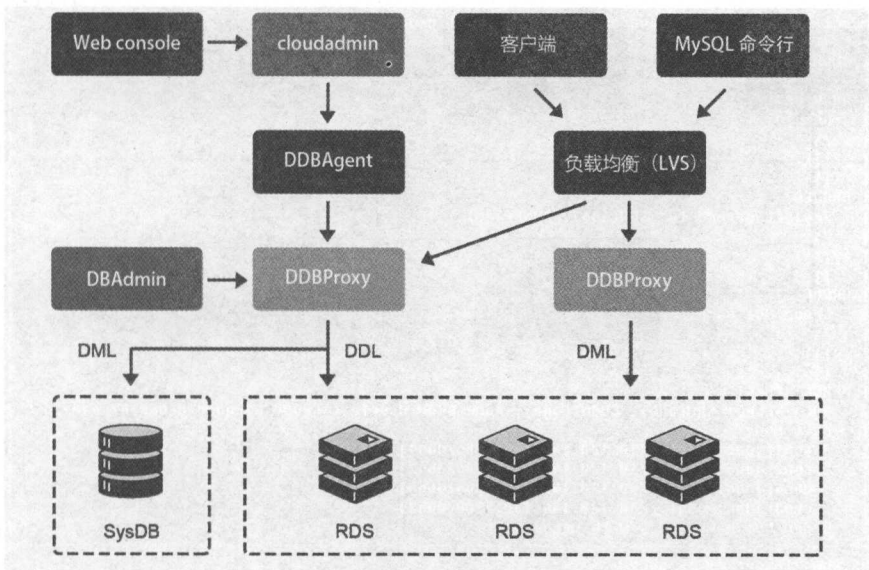 Web console
cloudadmin
客户端
MySQL 命令行
DDBAgent
负载均衡（LVS）
DBAdmin
DDBProxy
DDBProxy
DML
DDL
DML
SysDB
RDS
RDS
RDS